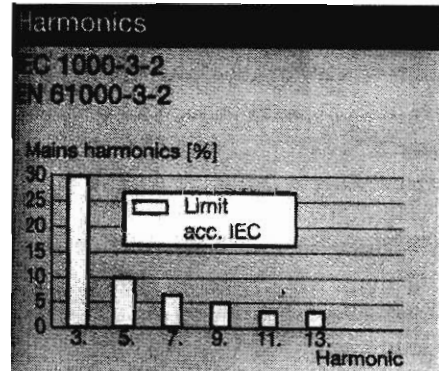 Harmonics
EC 1000-3-2
EN 61000-3-2
Mains harmonics [%]
30
25
20
15
10
5
0
Limit
acc. IEC
3. 5. 7. 9. 11. 13.
Harmonic